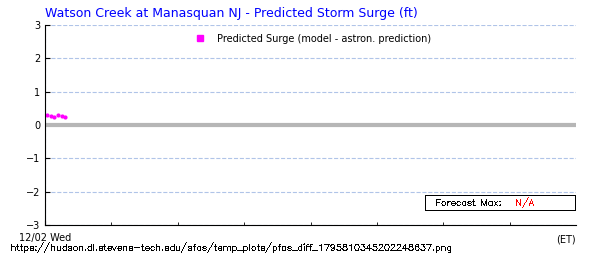 Watson Creek at Manasquan NJ - Predicted Storm Surge (ft)
3
Predicted Surge (model - astron. prediction)
2
1
0
−1
−2
Forecast Max: N/A
−3
12/02 Wed
(ET)
https://hudson.dl.stevens-tech.edu/sfas/temp_plots/pfas_diff_1795810345202248637.png